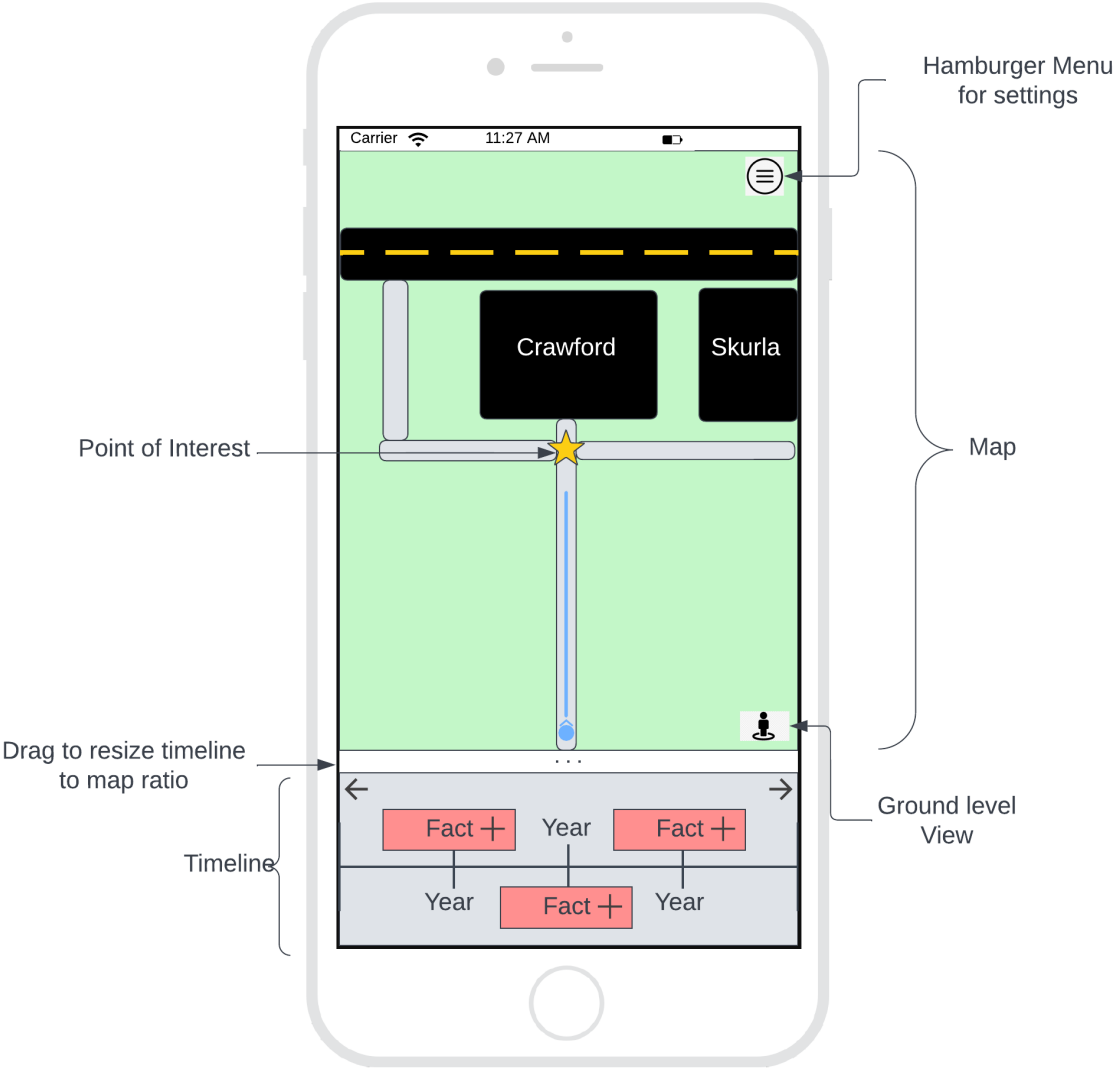 Hamburger Menu
for settings
Carrier 11:27 AM
Crawford
Skurla
Point of Interest
Map
Drag to resize timeline
to map ratio
...
Ground level
View
Timeline
Fact + Year Fact +
Year Fact + Year